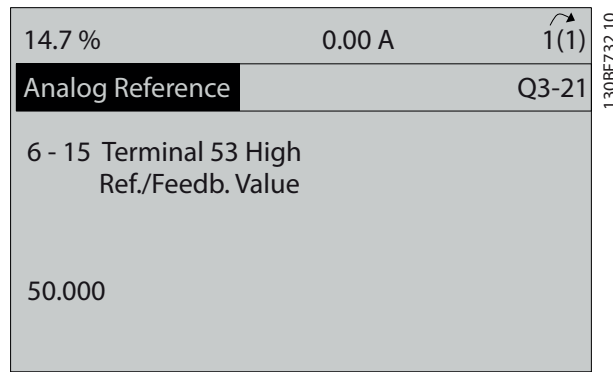 14.7 % 0.00 A 1(1)
Analog Reference Q3-21
6 - 15 Terminal 53 High
Ref./Feedb. Value
50.000
130BF732.10